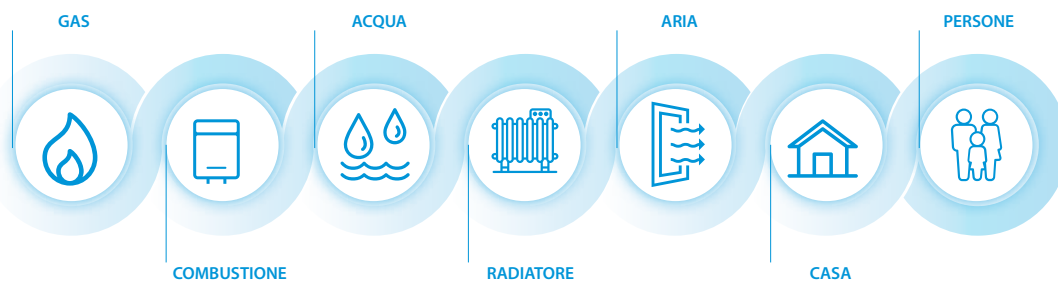 GAS
ACQUA
ARIA
PERSONE
COMBUSTIONE
RADIATORE
CASA